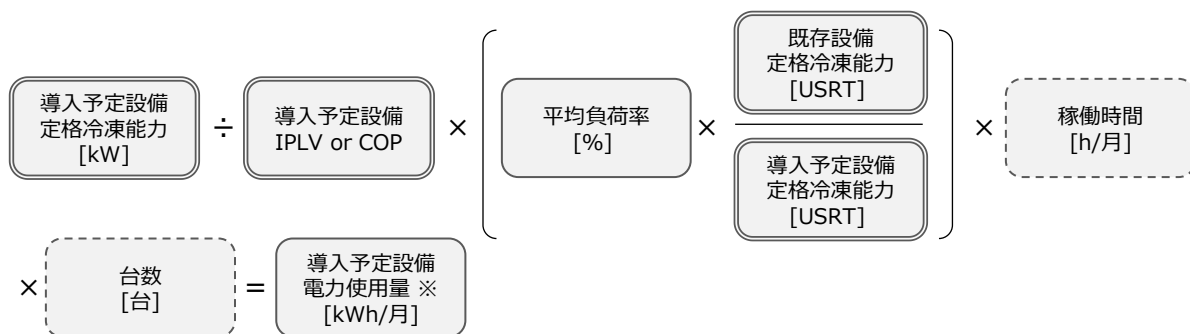 導入予定設備
定格冷凍能力
[kW]
÷
導入予定設備
IPLV or COP
×
平均負荷率
[%]
×
既存設備
定格冷凍能力
[USRT]
導入予定設備
定格冷凍能力
[USRT]
×
稼働時間
[h/月]
×
台数
[台]
=
導入予定設備
電力使用量 ※
[kWh/月]